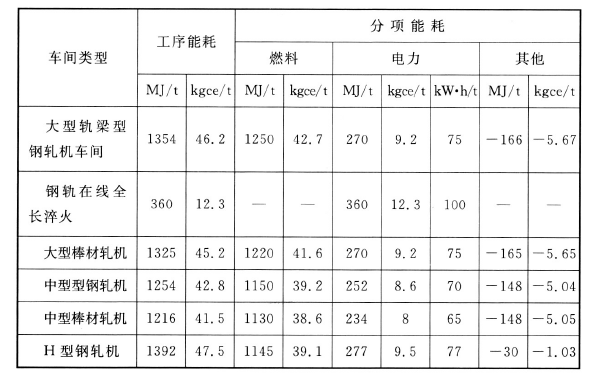 车间类型 工序能耗 分项能耗
燃料 电力 其他
MJ/t kgce/t MJ/t kgce/t MJ/t kgce/t kW·h/t MJ/t kgce/t
大型轨梁型
钢轧机车间 1354 46.2 1250 42.7 270 9.2 75 －166 －5.67
钢轨在线全
长淬火 360 12.3 — — 360 12.3 100 — —
大型棒材轧机 1325 45.2 1220 41.6 270 9.2 75 －165 －5.65
中型型钢轧机 1254 42.8 1150 39.2 252 8.6 70 －148 －5.04
中型棒材轧机 1216 41.5 1130 38.6 234 8 65 －148 －5.05
H型钢轧机 1392 47.5 1145 39.1 277 9.5 77 －30 －1.03